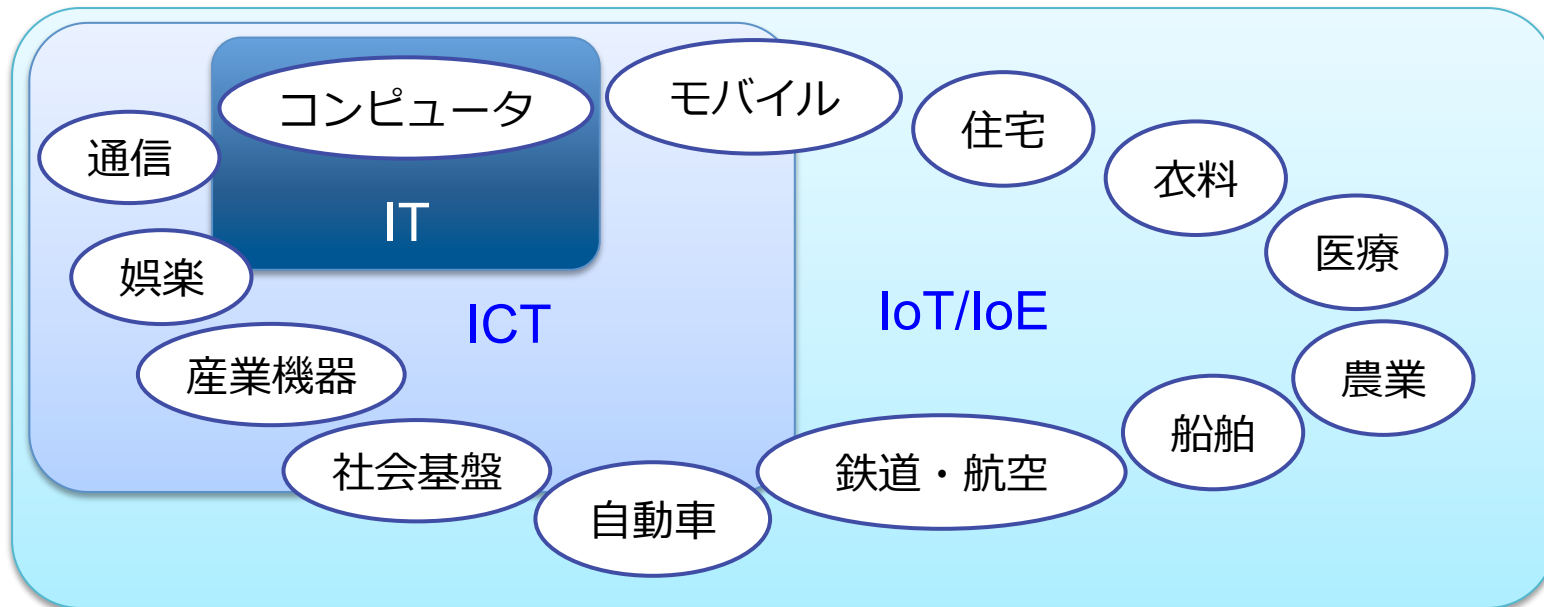 コンピュータ
モバイル
住宅
通信
衣料
IT
医療
娯楽
ICT
IoT/IoE
産業機器
農業
船舶
社会基盤
鉄道・航空
自動車